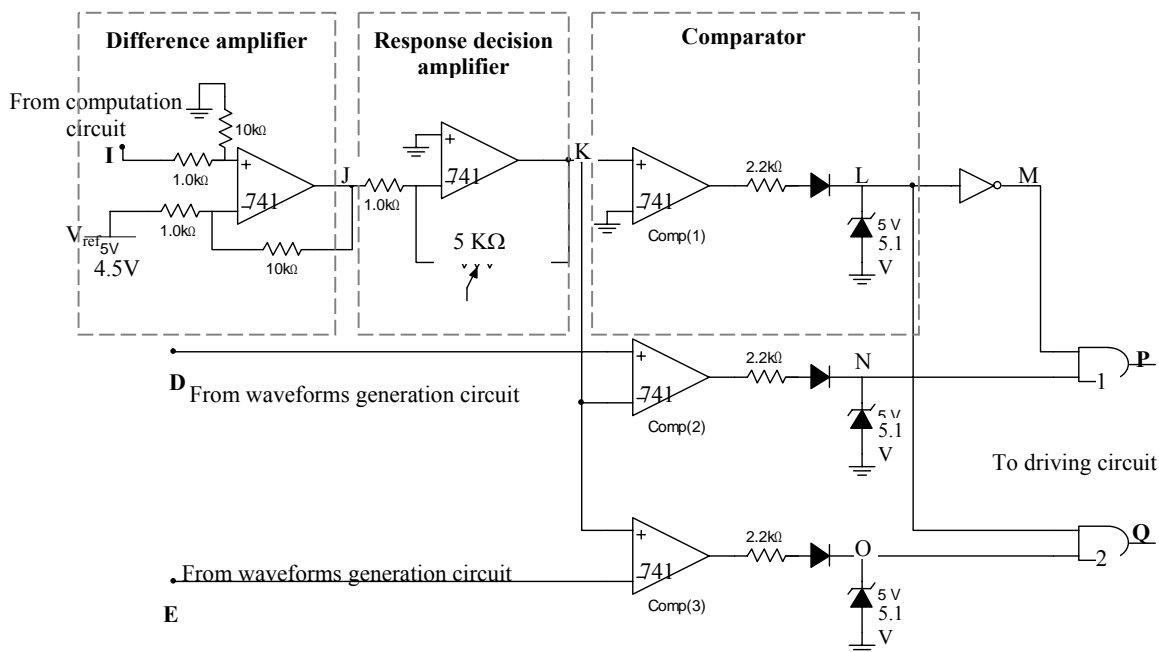 Difference amplifier
Response decision
amplifier
Comparator
From computation
circuit
10kΩ
I
1.0kΩ
+
−
741
J
1.0kΩ
Vref
5V
4.5V
1.0kΩ
10kΩ
+
−
741
5 KΩ
K
+
−
741
Comp(1)
2.2kΩ
L
5 V
5.1
V
M
D
From waveforms generation circuit
+
−
741
Comp(2)
2.2kΩ
N
5 V
5.1
V
1
P
To driving circuit
From waveforms generation circuit
E
+
−
741
Comp(3)
2.2kΩ
O
5 V
5.1
V
2
Q